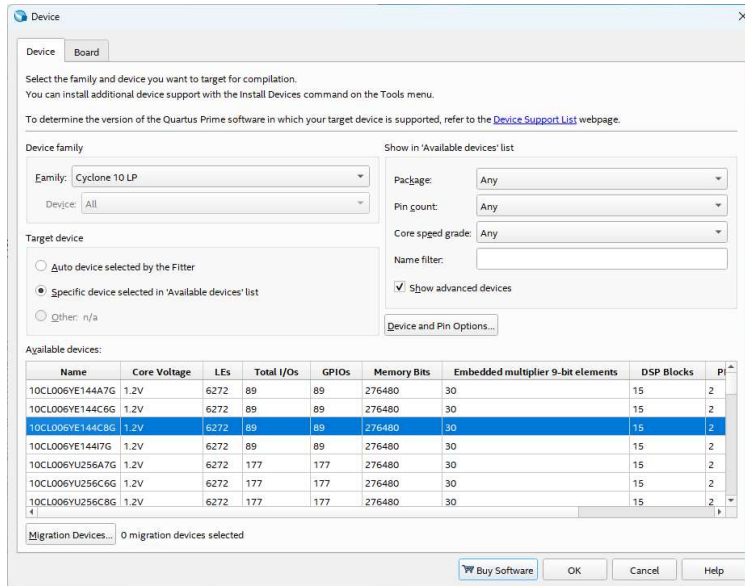 Device
Device Board
Select the family and device you want to target for compilation.
You can install additional device support with the Install Devices command on the Tools menu.
To determine the version of the Quartus Prime software in which your target device is supported, refer to the Device Support List webpage.
Device family
Family: Cyclone 10 LP
Device: All
Target device
Auto device selected by the Fitter
Specific device selected in 'Available devices' list
Other: n/a
Show in 'Available devices' list
Package: Any
Pin count: Any
Core speed grade: Any
Name filter:
Show advanced devices
Device and Pin Options...
Available devices:
Name Core Voltage LEs Total I/Os GPIOs Memory Bits Embedded multiplier 9-bit elements DSP Blocks Pl
10CL006YE144A7G 1.2V 6272 89 89 276480 30 15 2
10CL006YE144C6G 1.2V 6272 89 89 276480 30 15 2
10CL006YE144C8G 1.2V 6272 89 89 276480 30 15 2
10CL006YE144I7G 1.2V 6272 89 89 276480 30 15 2
10CL006YU256A7G 1.2V 6272 177 177 276480 30 15 2
10CL006YU256C6G 1.2V 6272 177 177 276480 30 15 2
10CL006YU256C8G 1.2V 6272 177 177 276480 30 15 2
Migration Devices... 0 migration devices selected
Buy Software OK Cancel Help